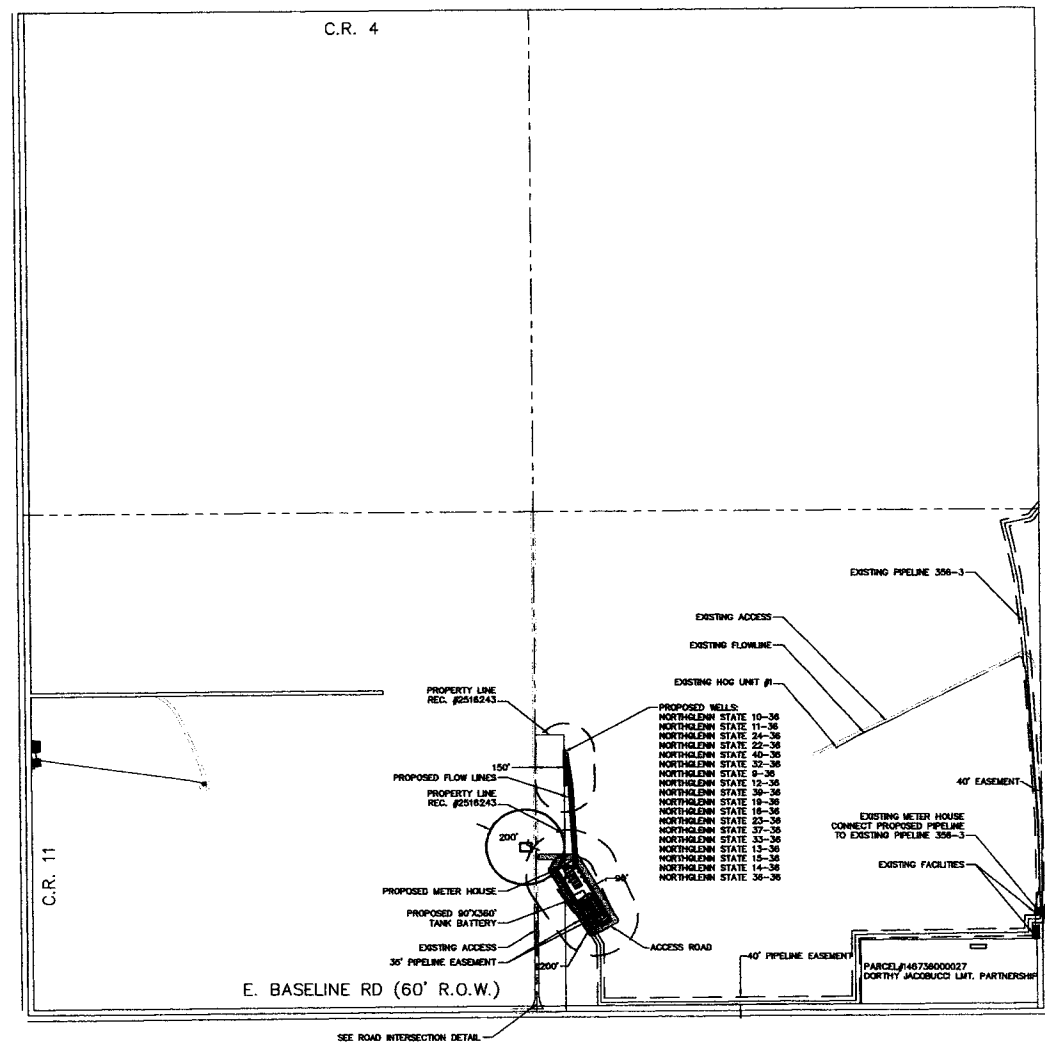 C.R. 4
EXISTING PIPELINE 356-3
EXISTING ACCESS
EXISTING FLOWLINE
EXISTING HOG UNIT #1
PROPERTY LINE
REC. #2516243
PROPOSED WELLS:
NORTHGLENN STATE 10-36
NORTHGLENN STATE 11-36
NORTHGLENN STATE 24-36
NORTHGLENN STATE 22-36
NORTHGLENN STATE 40-36
NORTHGLENN STATE 32-36
NORTHGLENN STATE 9-36
NORTHGLENN STATE 12-36
NORTHGLENN STATE 39-36
NORTHGLENN STATE 19-36
NORTHGLENN STATE 16-36
NORTHGLENN STATE 23-36
NORTHGLENN STATE 37-36
NORTHGLENN STATE 33-36
NORTHGLENN STATE 13-36
NORTHGLENN STATE 15-36
NORTHGLENN STATE 14-36
NORTHGLENN STATE 36-36
150'
PROPOSED FLOW LINES
PROPERTY LINE
REC. #2516243
40' EASEMENT
EXISTING METER HOUSE
CONNECT PROPOSED PIPELINE
TO EXISTING PIPELINE 356-3
EXISTING FACILITIES
200'
C.R. 11
PROPOSED METER HOUSE
PROPOSED 90'X360'
TANK BATTERY
EXISTING ACCESS
35' PIPELINE EASEMENT
200'
ACCESS ROAD
40' PIPELINE EASEMENT
PARCEL#146736000027
DORTHY JACOBUCCI LMT. PARTNERSHIP
E. BASELINE RD (60' R.O.W.)
SEE ROAD INTERSECTION DETAIL